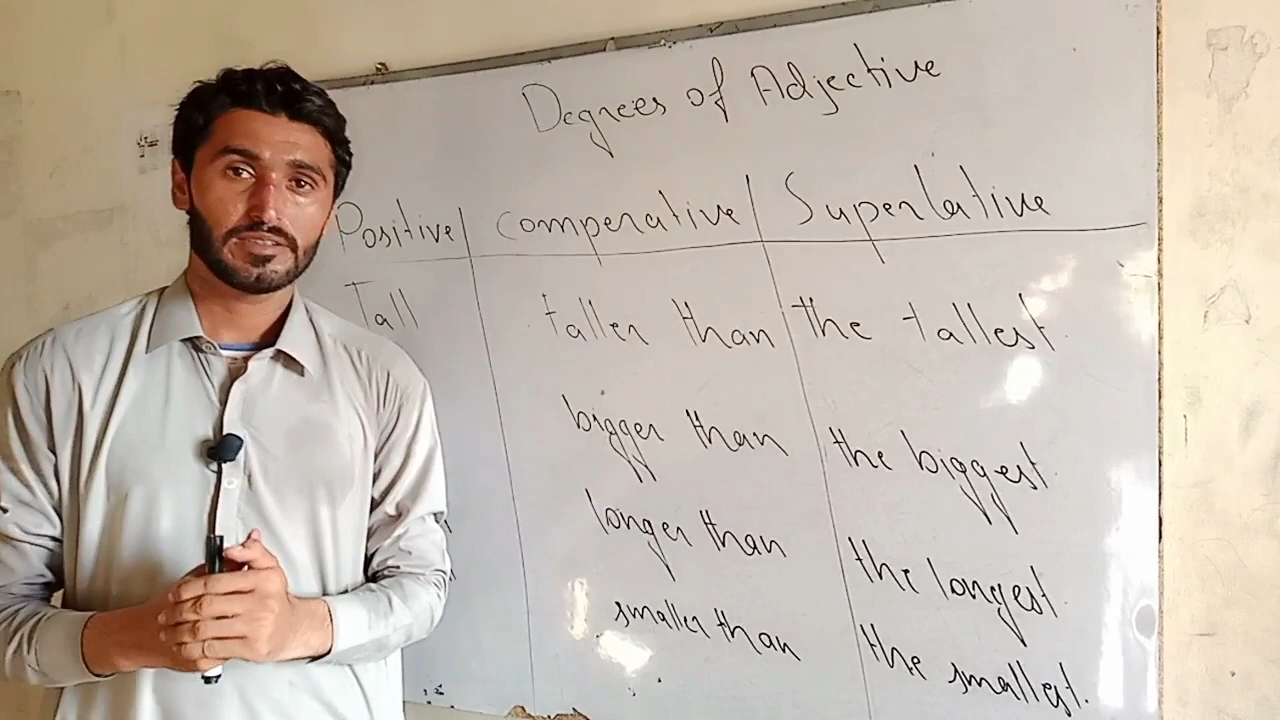 Degrees of Adjective
Positive | Comperative | Superlative
Tall taller than the tallest.
bigger than the biggest.
longer than the longest.
smaller than the smallest.